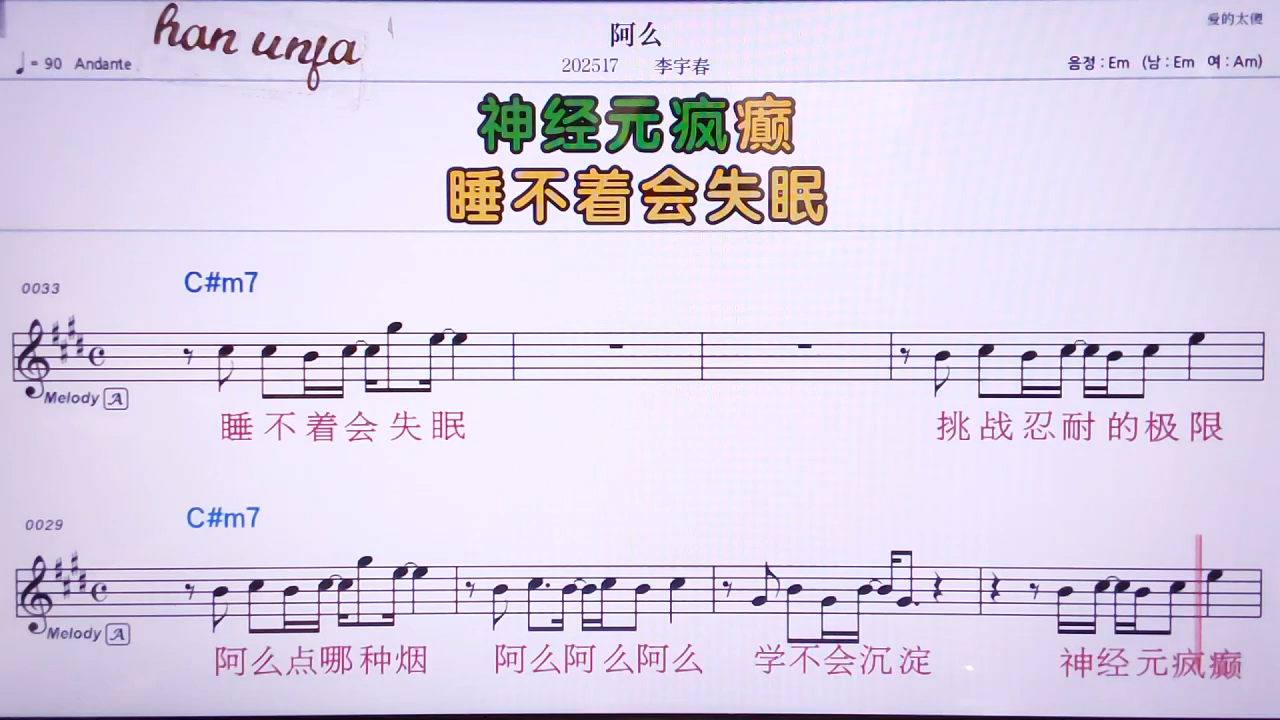 han unfa
阿么
爱的太傻
♩= 90 Andante
202517 李宇春
음정 : Em (남 : Em 여 : Am)
神经元疯癫
睡不着会失眠
0033
C#m7
Melody A
睡不着会失眠
挑战忍耐的极限
0029
C#m7
Melody A
阿么点哪种烟
阿么阿么阿么
学不会沉淀
神经元疯癫